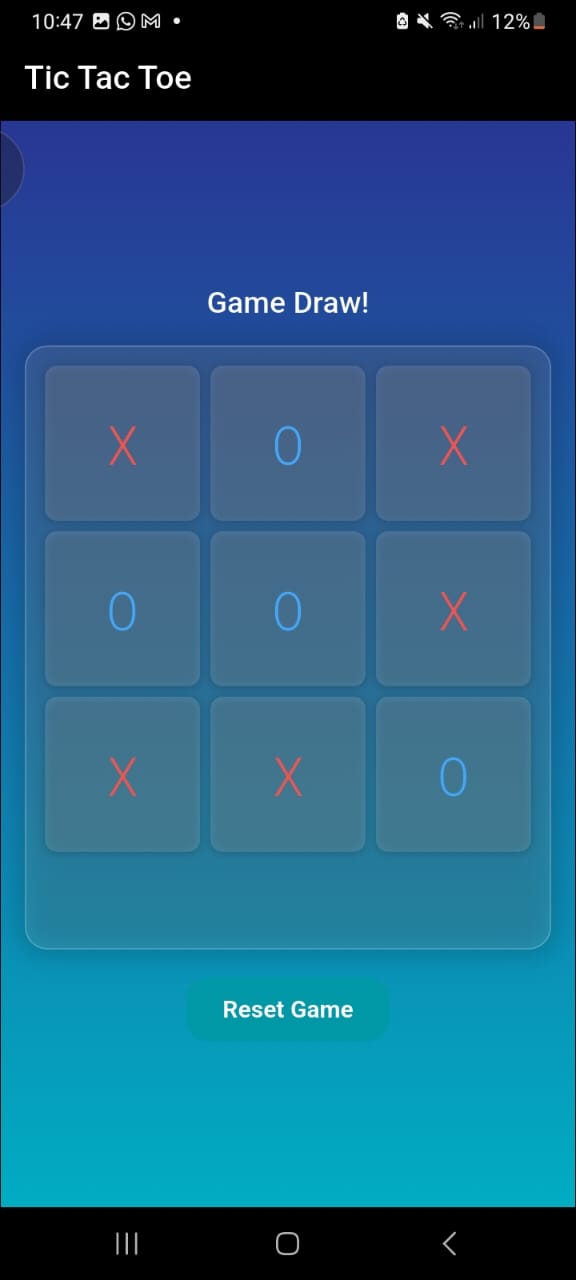 10:47 12%
Tic Tac Toe
Game Draw!
X O X
O O X
X X O
Reset Game